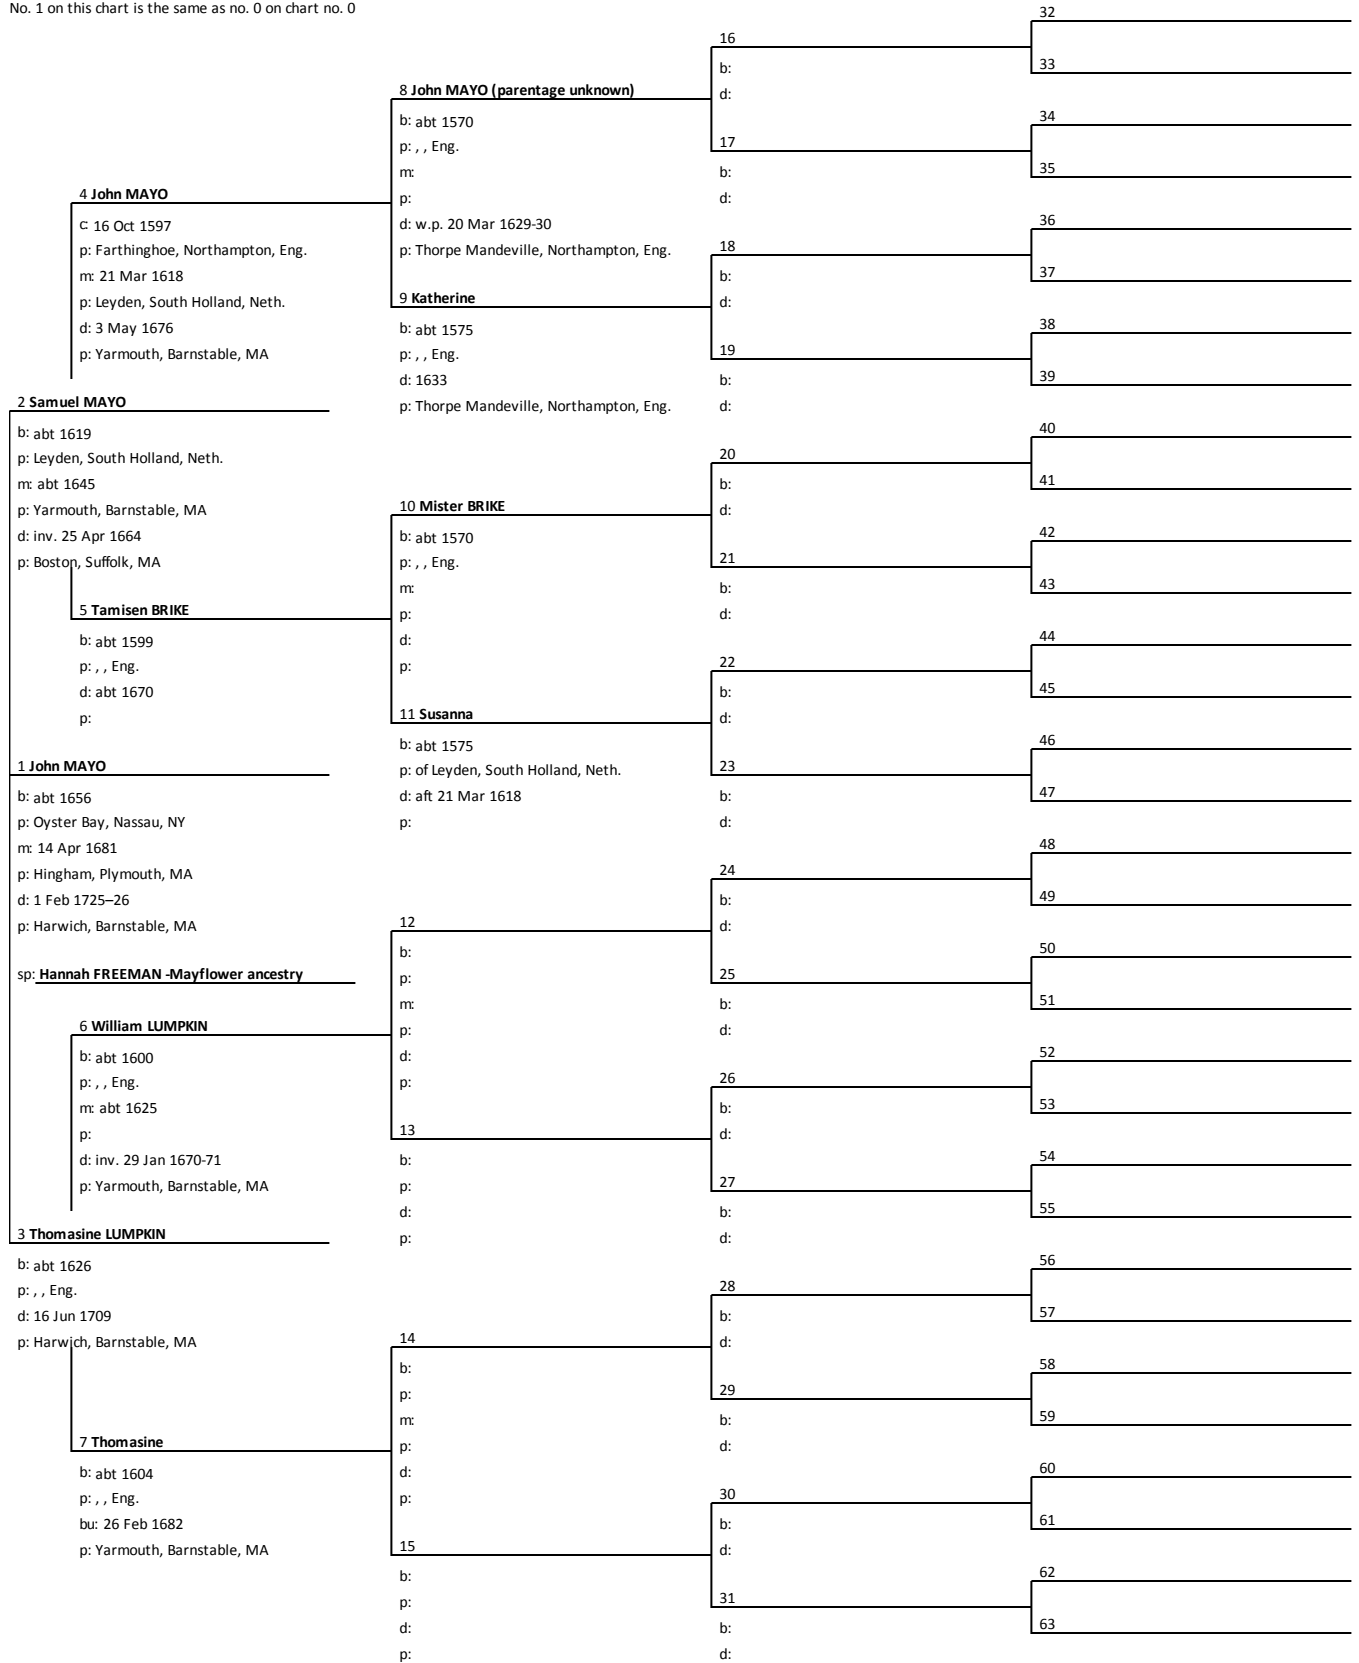 No. 1 on this chart is the same as no. 0 on chart no. 0
4 John MAYO
c: 16 Oct 1597
p: Farthinghoe, Northampton, Eng.
m: 21 Mar 1618
p: Leyden, South Holland, Neth.
d: 3 May 1676
p: Yarmouth, Barnstable, MA
2 Samuel MAYO
b: abt 1619
p: Leyden, South Holland, Neth.
m: abt 1645
p: Yarmouth, Barnstable, MA
d: inv. 25 Apr 1664
p: Boston, Suffolk, MA
5 Tamisen BRIKE
b: abt 1599
p: , , Eng.
d: abt 1670
p:
1 John MAYO
b: abt 1656
p: Oyster Bay, Nassau, NY
m: 14 Apr 1681
p: Hingham, Plymouth, MA
d: 1 Feb 1725–26
p: Harwich, Barnstable, MA
sp: Hannah FREEMAN -Mayflower ancestry
6 William LUMPKIN
b: abt 1600
p: , , Eng.
m: abt 1625
p:
d: inv. 29 Jan 1670-71
p: Yarmouth, Barnstable, MA
3 Thomasine LUMPKIN
b: abt 1626
p: , , Eng.
d: 16 Jun 1709
p: Harwich, Barnstable, MA
7 Thomasine
b: abt 1604
p: , , Eng.
bu: 26 Feb 1682
p: Yarmouth, Barnstable, MA
8 John MAYO (parentage unknown)
b: abt 1570
p: , , Eng.
m:
p:
d: w.p. 20 Mar 1629-30
p: Thorpe Mandeville, Northampton, Eng.
9 Katherine
b: abt 1575
p: , , Eng.
d: 1633
p: Thorpe Mandeville, Northampton, Eng.
10 Mister BRIKE
b: abt 1570
p: , , Eng.
m:
p:
d:
p:
11 Susanna
b: abt 1575
p: of Leyden, South Holland, Neth.
d: aft 21 Mar 1618
p:
12
b:
p:
m:
p:
d:
p:
13
b:
p:
d:
p:
14
b:
p:
m:
p:
d:
p:
15
b:
p:
d:
p:
16
b:
d:
17
b:
d:
18
b:
d:
19
b:
d:
20
b:
d:
21
b:
d:
22
b:
d:
23
b:
d:
24
b:
d:
25
b:
d:
26
b:
d:
27
b:
d:
28
b:
d:
29
b:
d:
30
b:
d:
31
b:
d:
32
33
34
35
36
37
38
39
40
41
42
43
44
45
46
47
48
49
50
51
52
53
54
55
56
57
58
59
60
61
62
63